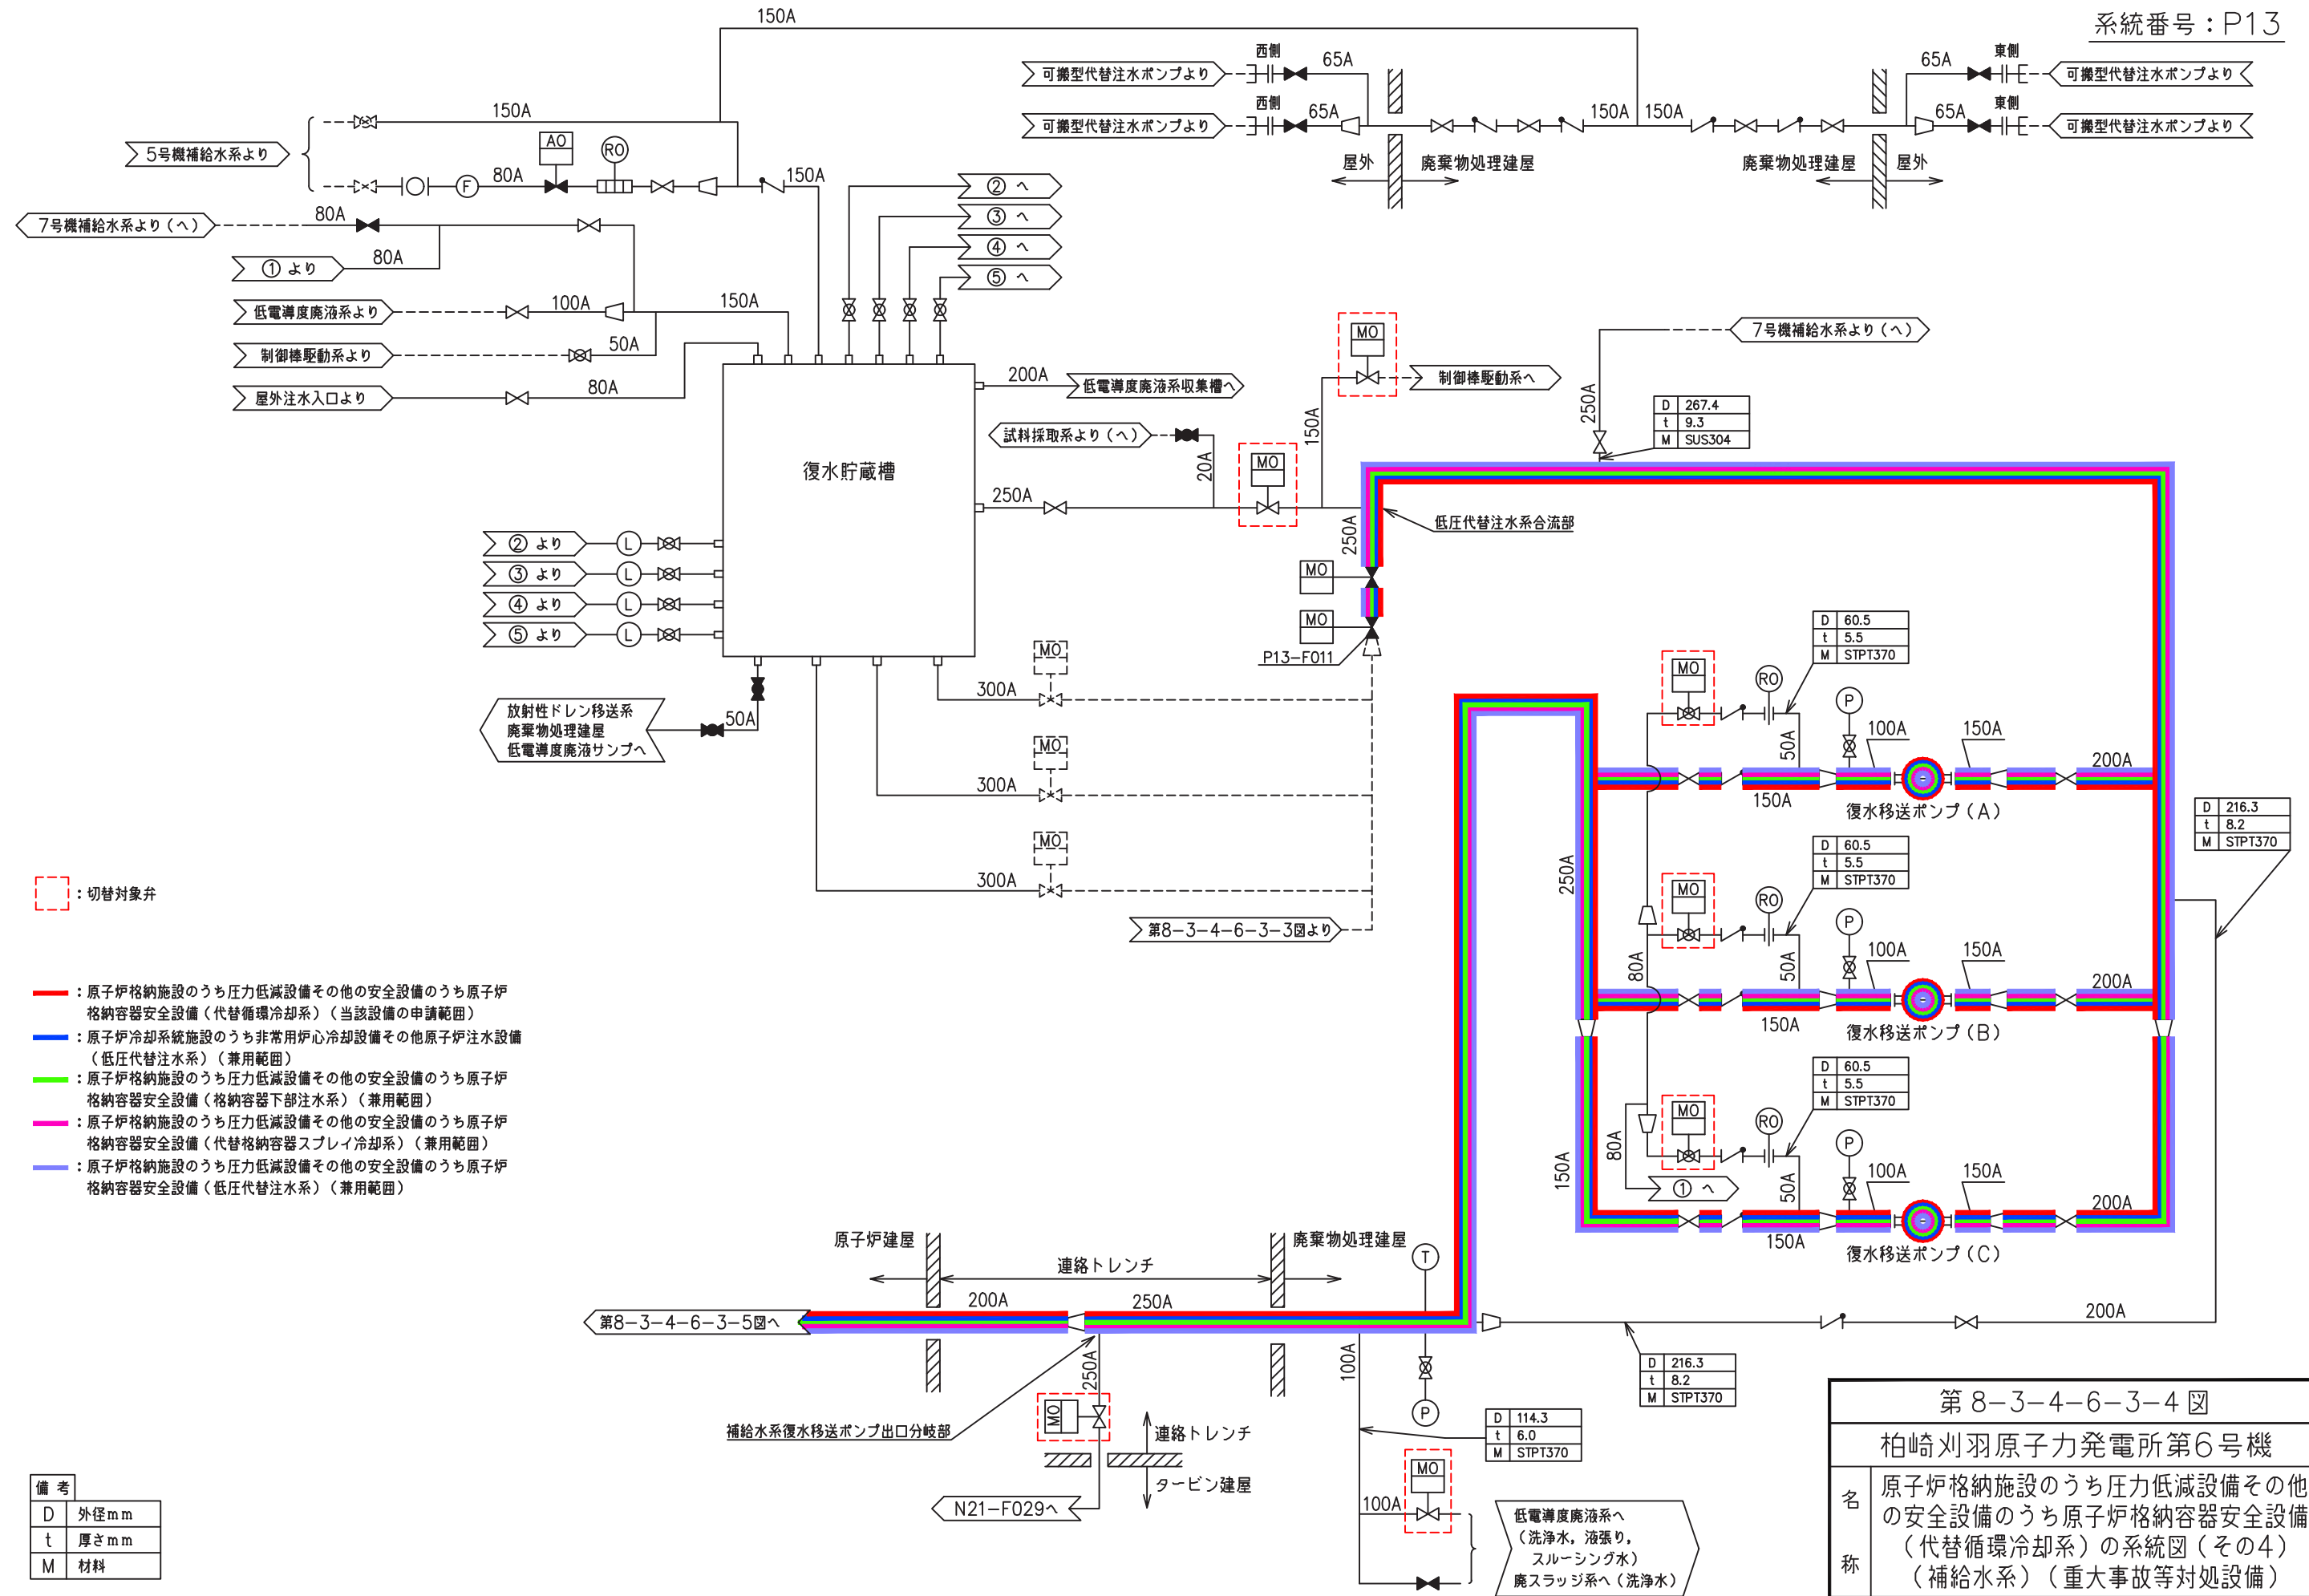 系統番号：P13
150A
西側
65A
可搬型代替注水ポンプより
西側
65A
可搬型代替注水ポンプより
150A
150A
65A
東側
可搬型代替注水ポンプより
65A
東側
可搬型代替注水ポンプより
屋外
廃棄物処理建屋
廃棄物処理建屋
屋外
150A
5号機補給水系より
AO
RO
F
80A
150A
7号機補給水系より（へ）
80A
①より
80A
低電導度廃液系より
100A
150A
制御棒駆動系より
50A
屋外注水入口より
80A
② へ
③ へ
④ へ
⑤ へ
復水貯蔵槽
200A
低電導度廃液系収集槽へ
試料採取系より（へ）
20A
250A
MO
150A
MO
制御棒駆動系へ
7号機補給水系より（へ）
250A
D 267.4
t 9.3
M SUS304
低圧代替注水系合流部
250A
MO
MO
P13-F011
② より
L
③ より
L
④ より
L
⑤ より
L
放射性ドレン移送系
廃棄物処理建屋
低電導度廃液サンプへ
50A
300A
MO
300A
MO
300A
MO
第8-3-4-6-3-3図より
MO
RO
D 60.5
t 5.5
M STPT370
P
50A
100A
150A
200A
150A
復水移送ポンプ（A）
D 216.3
t 8.2
M STPT370
250A
MO
RO
D 60.5
t 5.5
M STPT370
P
80A
50A
100A
150A
200A
150A
復水移送ポンプ（B）
MO
RO
D 60.5
t 5.5
M STPT370
P
80A
150A
① へ
50A
100A
150A
200A
150A
復水移送ポンプ（C）
：切替対象弁
：原子炉格納施設のうち圧力低減設備その他の安全設備のうち原子炉
格納容器安全設備（代替循環冷却系）（当該設備の申請範囲）
：原子炉冷却系統施設のうち非常用炉心冷却設備その他原子炉注水設備
（低圧代替注水系）（兼用範囲）
：原子炉格納施設のうち圧力低減設備その他の安全設備のうち原子炉
格納容器安全設備（格納容器下部注水系）（兼用範囲）
：原子炉格納施設のうち圧力低減設備その他の安全設備のうち原子炉
格納容器安全設備（代替格納容器スプレイ冷却系）（兼用範囲）
：原子炉格納施設のうち圧力低減設備その他の安全設備のうち原子炉
格納容器安全設備（低圧代替注水系）（兼用範囲）
原子炉建屋
連絡トレンチ
廃棄物処理建屋
T
第8-3-4-6-3-5図へ
200A
250A
200A
250A
100A
P
D 216.3
t 8.2
M STPT370
補給水系復水移送ポンプ出口分岐部
MO
連絡トレンチ
タービン建屋
N21-F029へ
D 114.3
t 6.0
M STPT370
MO
100A
低電導度廃液系へ
（洗浄水，液張り，
スルーシング水）
廃スラッジ系へ（洗浄水）
備 考
D 外径mm
t 厚さmm
M 材料
第 8-3-4-6-3-4 図
柏崎刈羽原子力発電所第6号機
名称
原子炉格納施設のうち圧力低減設備その他
の安全設備のうち原子炉格納容器安全設備
（代替循環冷却系）の系統図（その4）
（補給水系）（重大事故等対処設備）